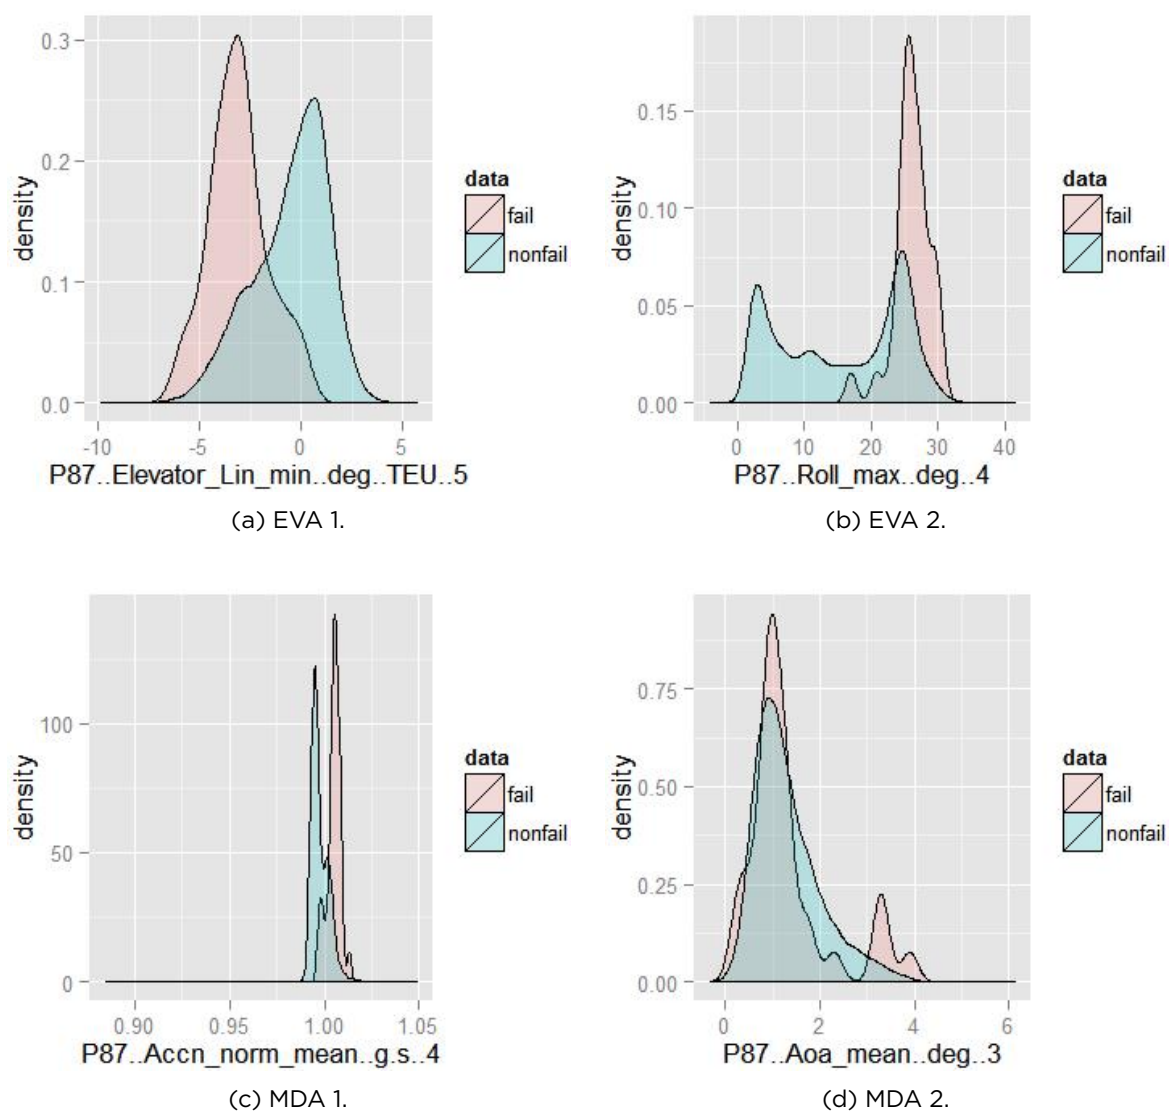 0.3
0.2
0.1
0.0
density
-10 -5 0 5
P87..Elevator_Lin_min..deg..TEU..5
data
fail
nonfail
(a) EVA 1.
0.15
0.10
0.05
0.00
density
0 10 20 30 40
P87..Roll_max..deg..4
data
fail
nonfail
(b) EVA 2.
100
50
0
density
0.90 0.95 1.00 1.05
P87..Accn_norm_mean..g.s..4
data
fail
nonfail
(c) MDA 1.
0.75
0.50
0.25
0.00
density
0 2 4 6
P87..Aoa_mean..deg..3
data
fail
nonfail
(d) MDA 2.